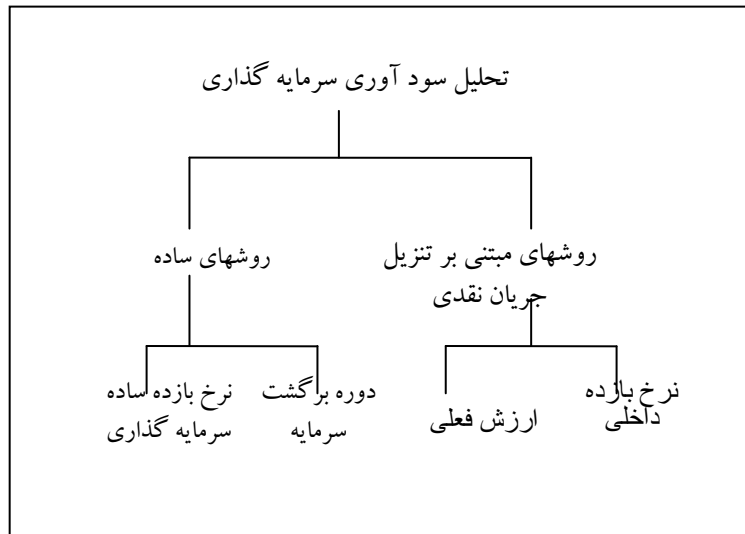 تحلیل سود آوری سرمایه گذاری
روشهای مبتنی بر تنزیل
جریان نقدی
روشهای ساده
نرخ بازده
داخلی
ارزش فعلی
دوره برگشت
سرمایه
نرخ بازده ساده
سرمایه گذاری